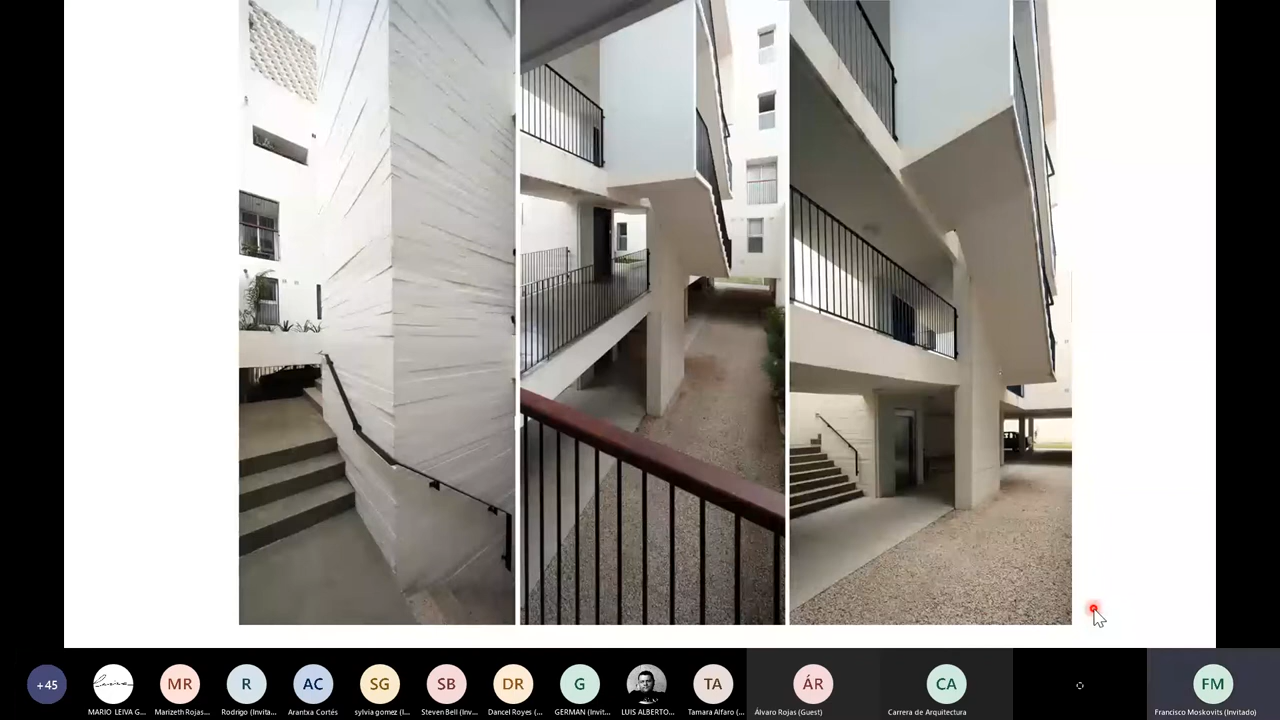 +45
MR
R
AC
SG
SB
DR
G
TA
ÁR
CA
FM
MARIO LEIVA G...
Marizeth Rojas...
Rodrigo (Invita...
Arantxa Cortés
sylvia gomez (I...
Steven Bell (Inv...
Dancel Royes (...
GERMAN (Invit...
LUIS ALBERTO...
Tamara Alfaro (...
Álvaro Rojas (Guest)
Carrera de Arquitectura
Francisco Moskovits (Invitado)